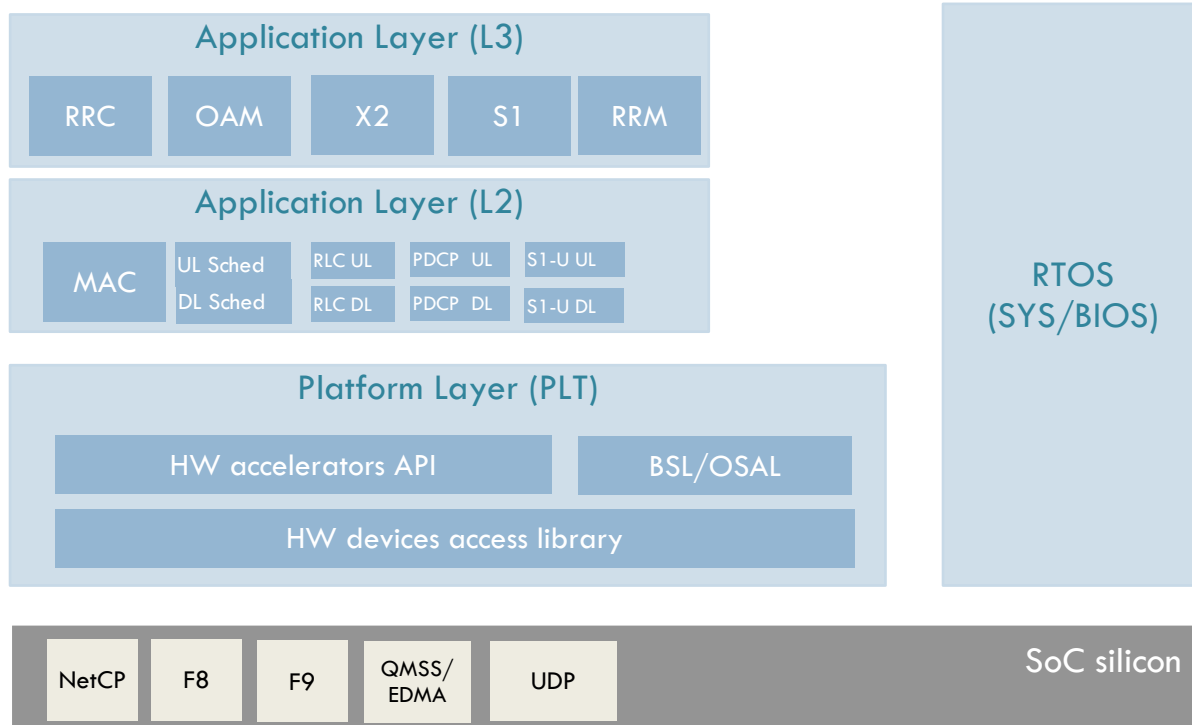 Application Layer (L3)
RRC
OAM
X2
S1
RRM
Application Layer (L2)
MAC
UL Sched
DL Sched
RLC UL
RLC DL
PDCP UL
PDCP DL
S1-U UL
S1-U DL
Platform Layer (PLT)
HW accelerators API
BSL/OSAL
HW devices access library
RTOS
(SYS/BIOS)
NetCP
F8
F9
QMSS/
EDMA
UDP
SoC silicon